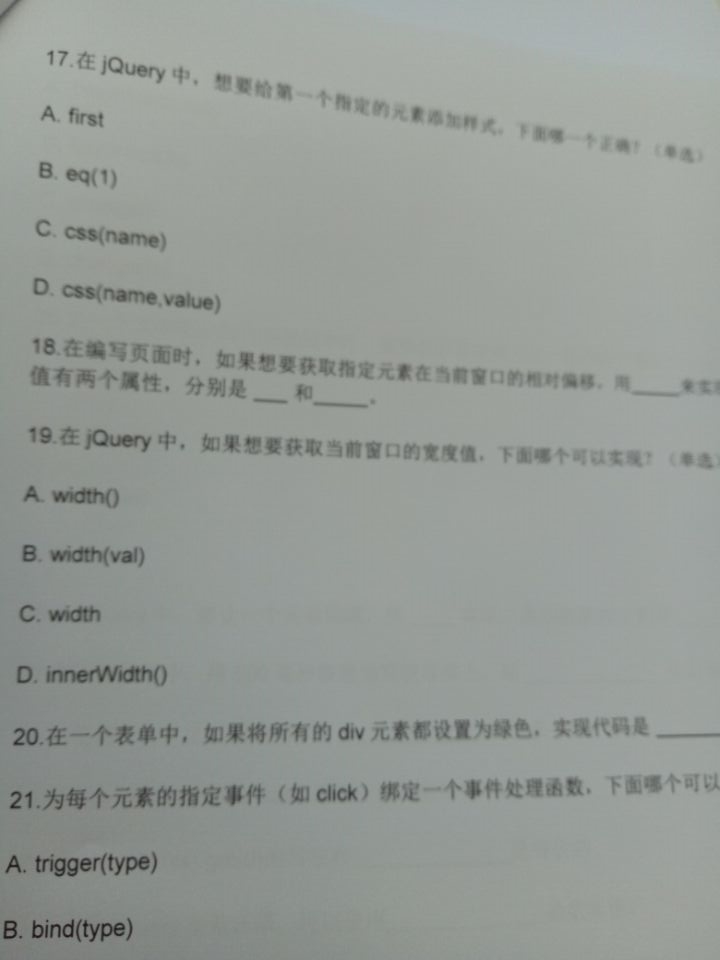 17.在 jQuery 中，想要给第一个指定的元素添加样式，下面哪一个正确？（单选）
A. first
B. eq(1)
C. css(name)
D. css(name,value)
18.在编写页面时，如果想要获取指定元素在当前窗口的相对偏移，用_____来实
值有两个属性，分别是 ___ 和_____。
19.在 jQuery 中，如果想要获取当前窗口的宽度值，下面哪个可以实现？（单选
A. width()
B. width(val)
C. width
D. innerWidth()
20.在一个表单中，如果将所有的 div 元素都设置为绿色，实现代码是 _____
21.为每个元素的指定事件（如 click）绑定一个事件处理函数，下面哪个可以
A. trigger(type)
B. bind(type)